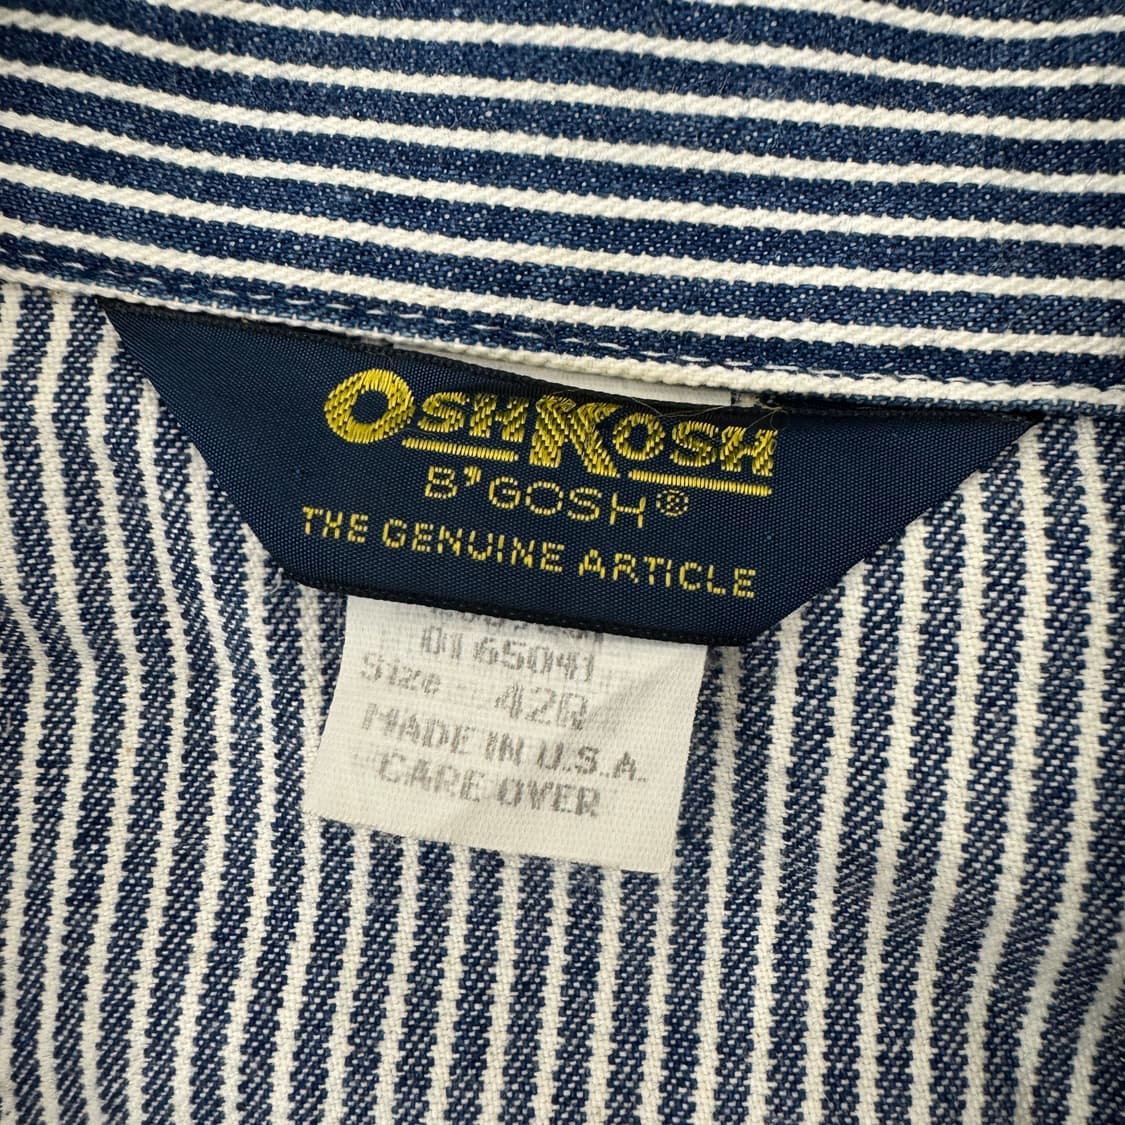 OSHKOSH
B'GOSH®
THE GENUINE ARTICLE
0165041
Size 42R
MADE IN U.S.A.
CARE OVER